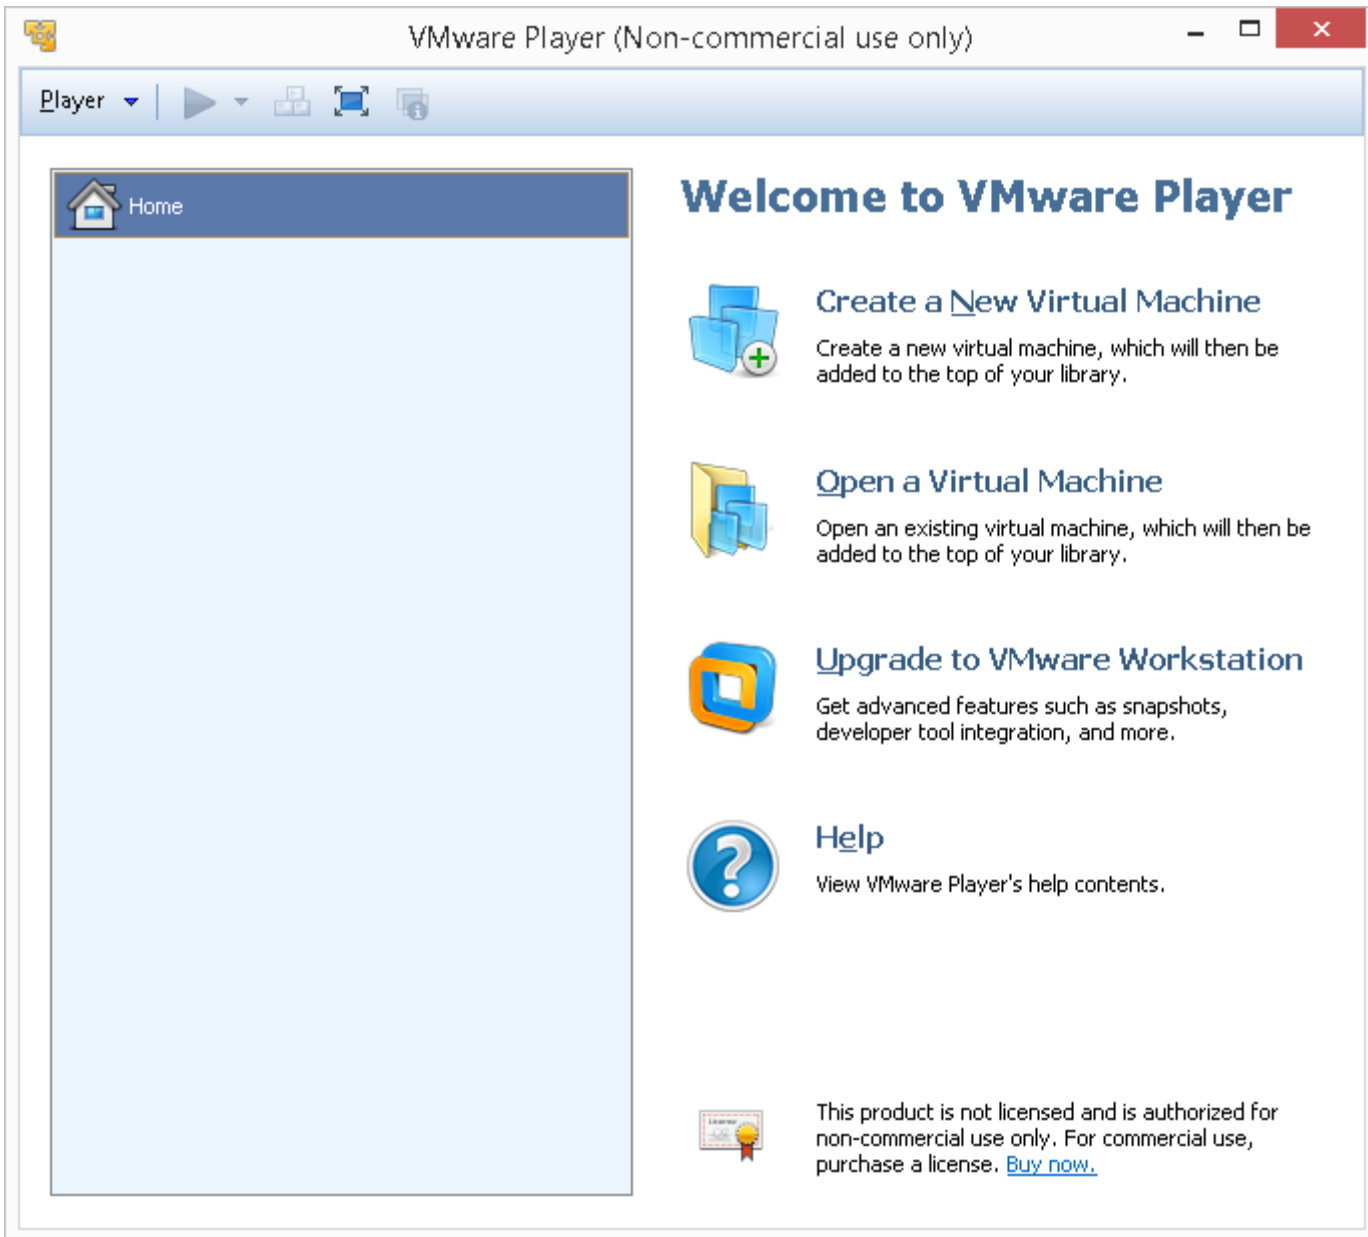 VMware Player (Non-commercial use only)
Player
Home
Welcome to VMware Player
Create a New Virtual Machine
Create a new virtual machine, which will then be
added to the top of your library.
Open a Virtual Machine
Open an existing virtual machine, which will then be
added to the top of your library.
Upgrade to VMware Workstation
Get advanced features such as snapshots,
developer tool integration, and more.
Help
View VMware Player's help contents.
This product is not licensed and is authorized for
non-commercial use only. For commercial use,
purchase a license. Buy now.